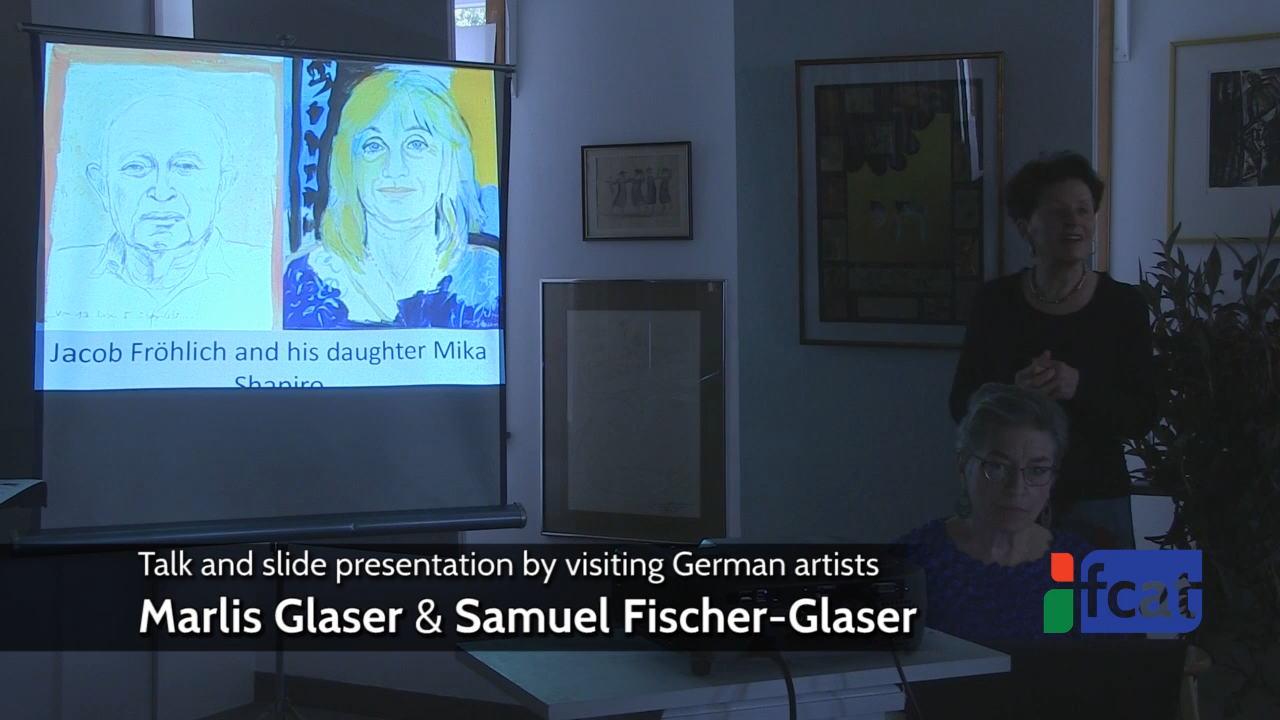 Jacob Fröhlich and his daughter Mika
Shapiro
Talk and slide presentation by visiting German artists
Marlis Glaser & Samuel Fischer-Glaser
fcat